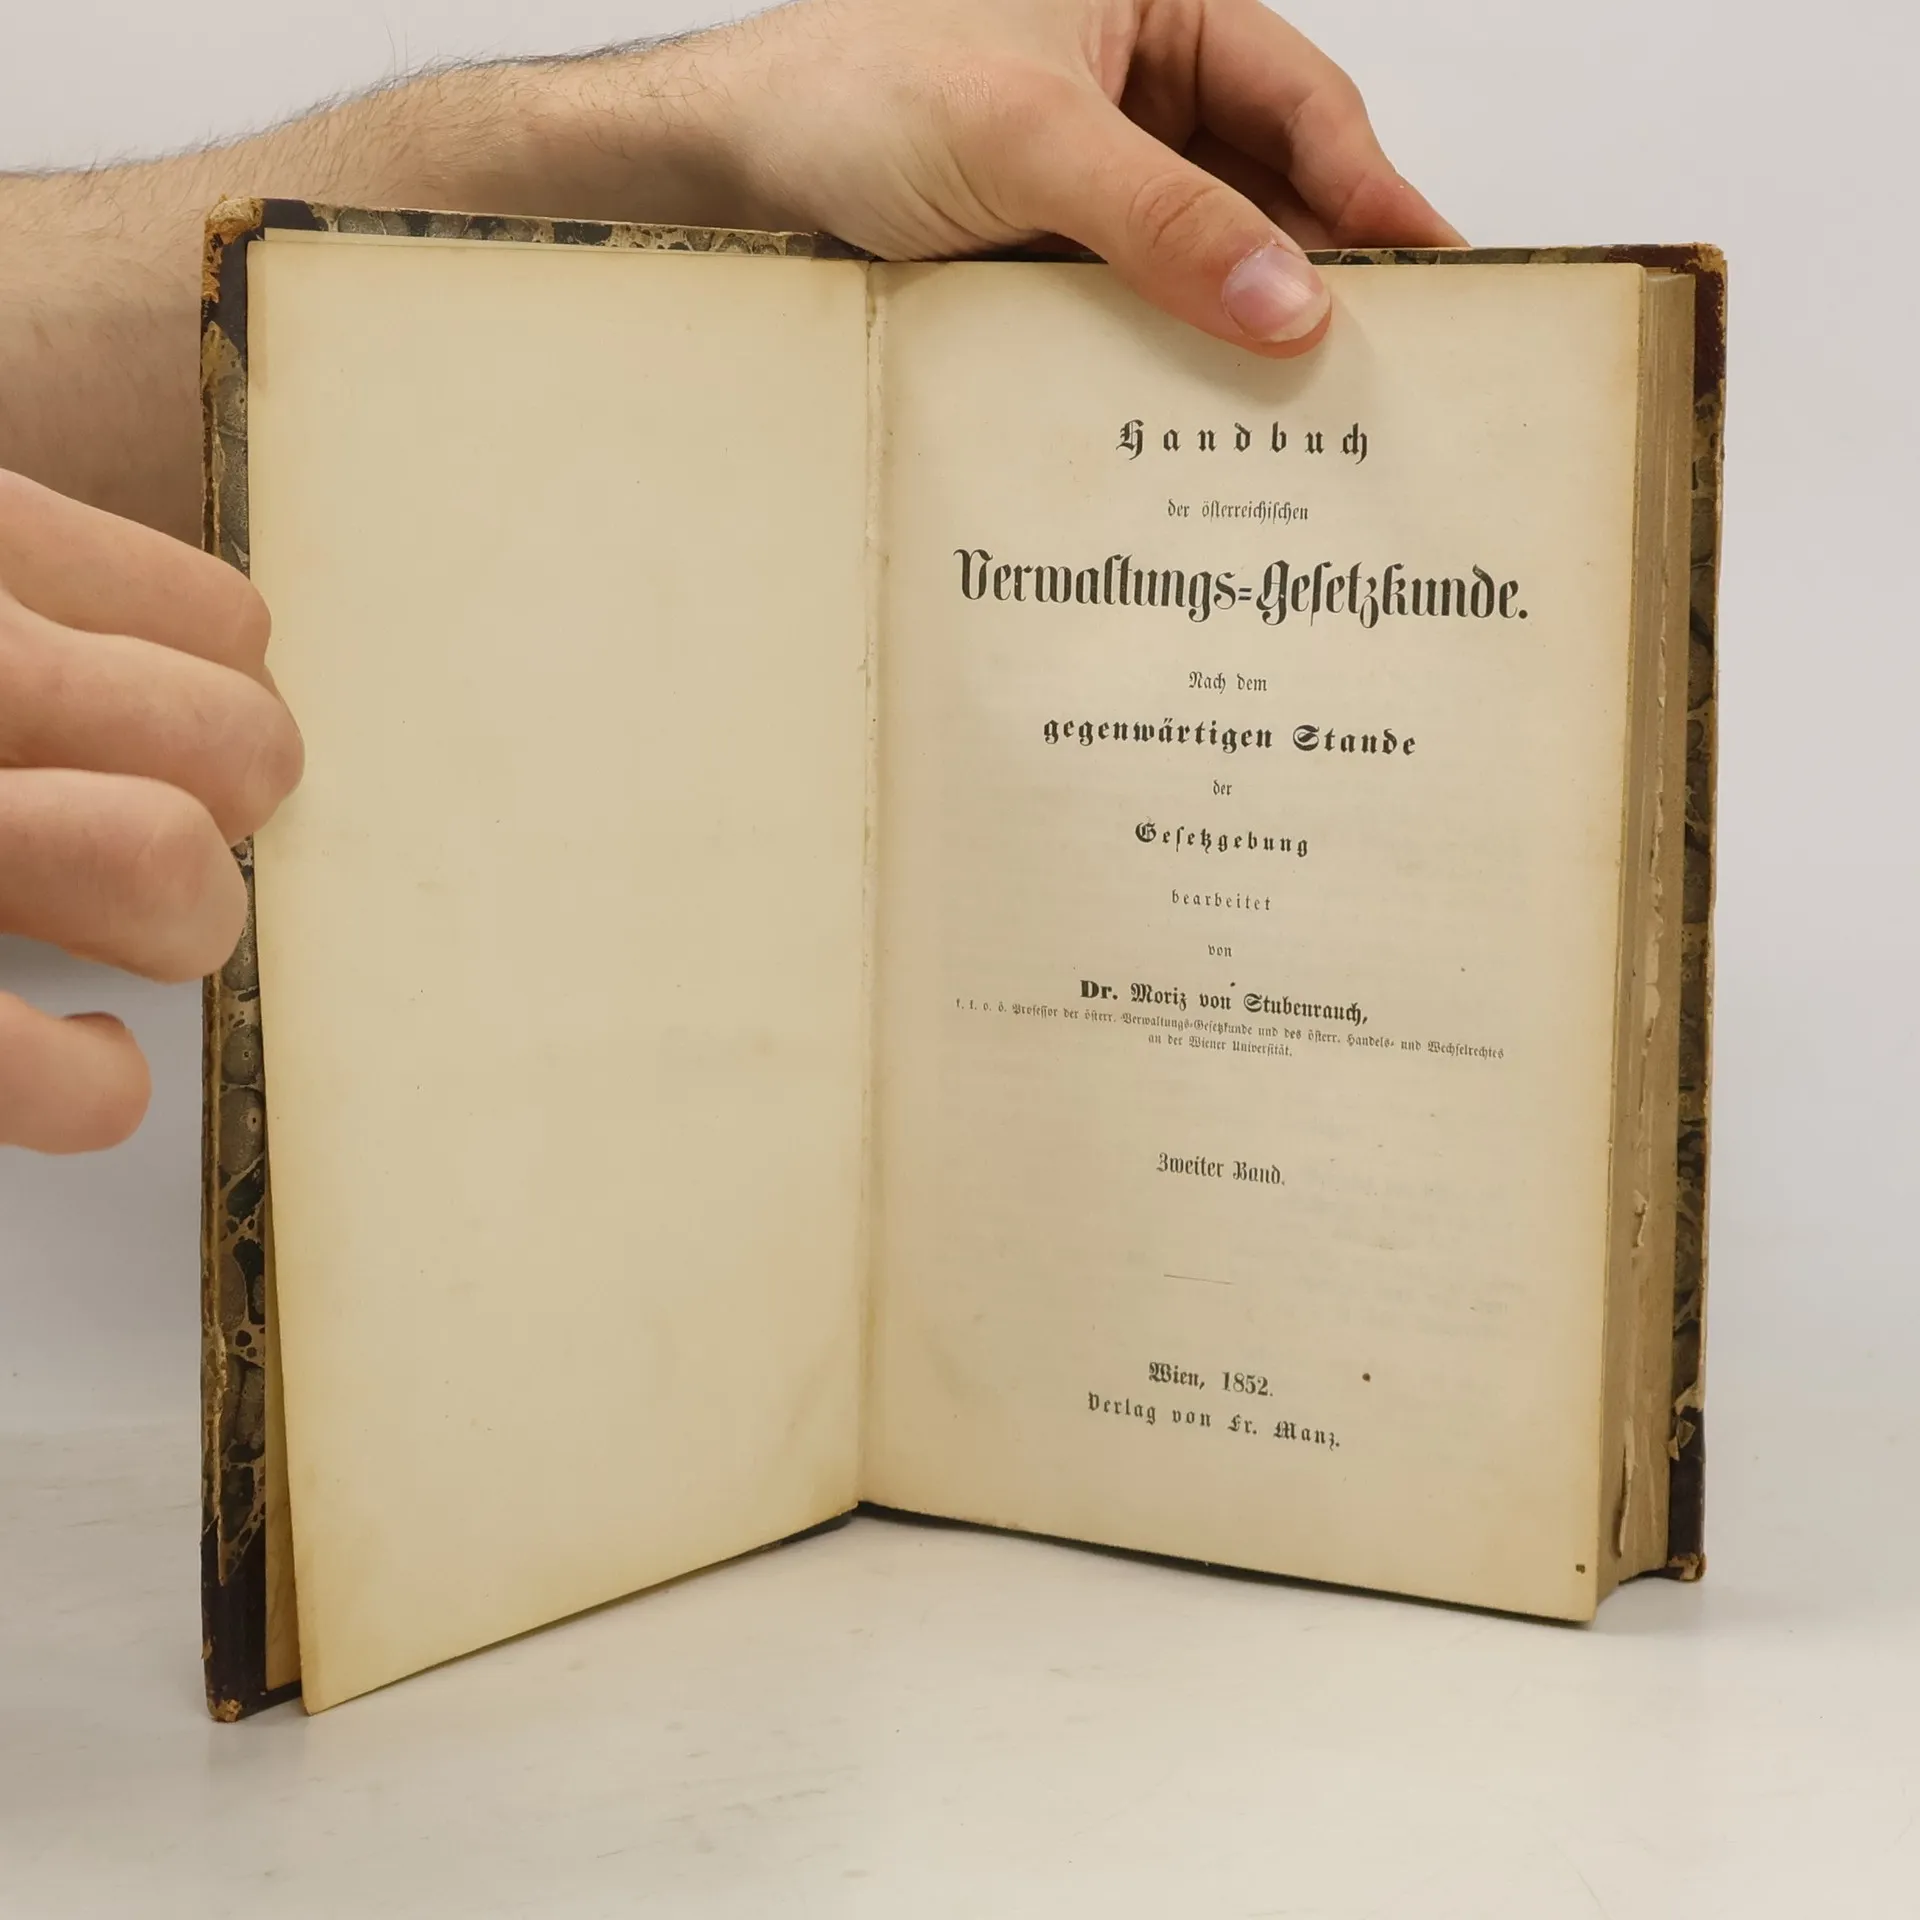 Handbuch
der österreichischen
Verwaltungs=Gesetzkunde.
Nach dem
gegenwärtigen Stande
der
Gesetzgebung
bearbeitet
von
Dr. Moriz von Stubenrauch,
k. k. o. ö. Professor der österr. Verwaltungs=Gesetzkunde und des österr. Handels= und Wechselrechtes
an der Wiener Universität.
Zweiter Band.
Wien, 1852.
Verlag von Fr. Manz.